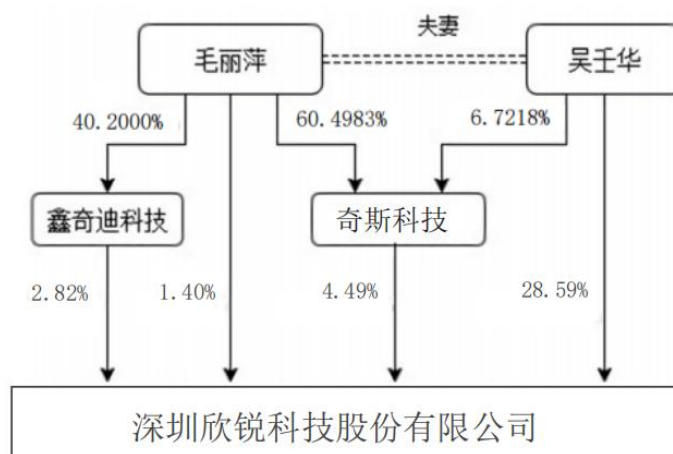 夫妻
毛丽萍
吴壬华
40.2000%
60.4983%
6.7218%
鑫奇迪科技
奇斯科技
2.82%
1.40%
4.49%
28.59%
深圳欣锐科技股份有限公司